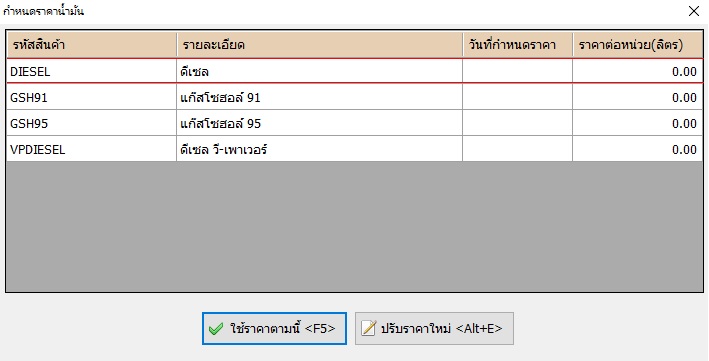 กำหนดราคาน้ำมัน
รหัสสินค้า รายละเอียด วันที่กำหนดราคา ราคาต่อหน่วย(ลิตร)
DIESEL ดีเซล 0.00
GSH91 แก๊สโซฮอล์ 91 0.00
GSH95 แก๊สโซฮอล์ 95 0.00
VPDIESEL ดีเซล วี-เพาเวอร์ 0.00
ใช้ราคาตามนี้ <F5> ปรับราคาใหม่ <Alt+E>